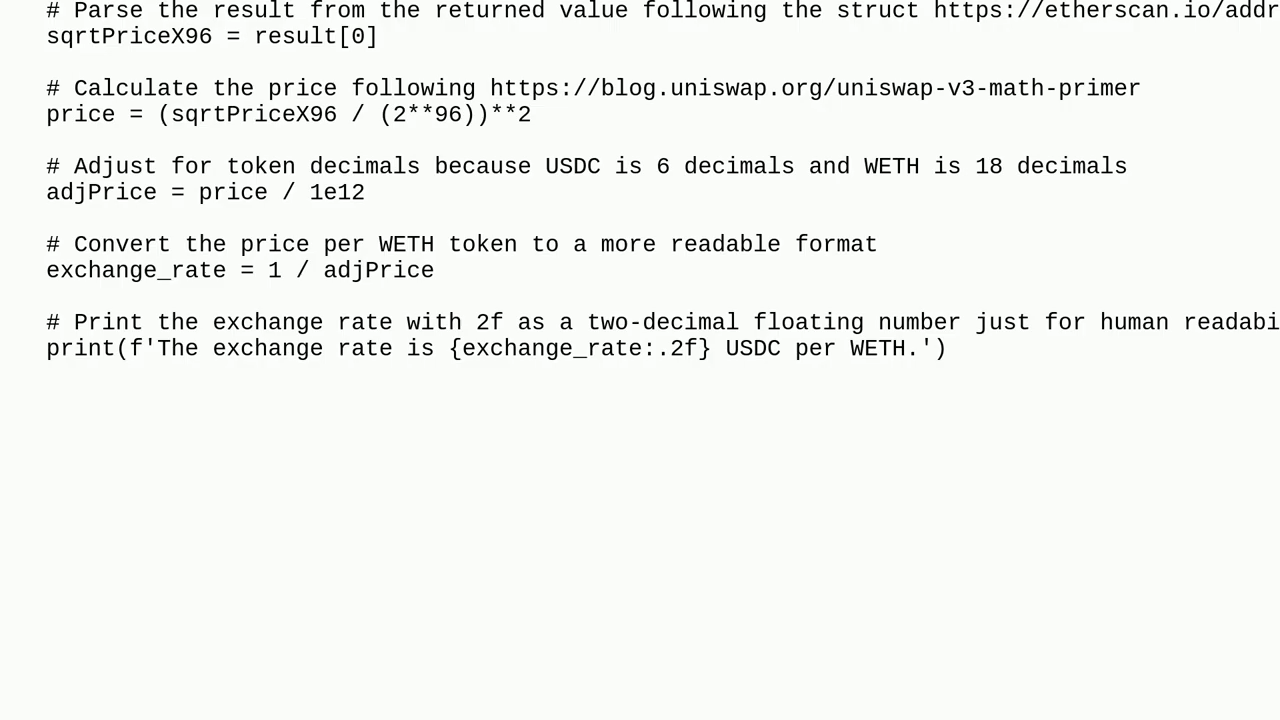 # Parse the result from the returned value following the struct https://etherscan.io/addr
sqrtPriceX96 = result[0]
# Calculate the price following https://blog.uniswap.org/uniswap-v3-math-primer
price = (sqrtPriceX96 / (2**96))**2
# Adjust for token decimals because USDC is 6 decimals and WETH is 18 decimals
adjPrice = price / 1e12
# Convert the price per WETH token to a more readable format
exchange_rate = 1 / adjPrice
# Print the exchange rate with 2f as a two-decimal floating number just for human readabi
print(f'The exchange rate is {exchange_rate:.2f} USDC per WETH.')